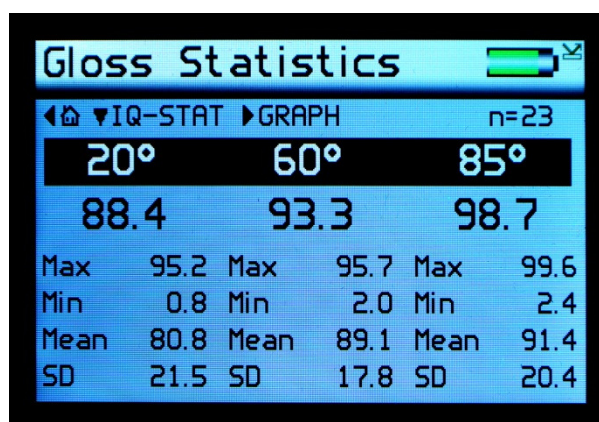 Gloss Statistics
◀⌂ ▼IQ-STAT ▶GRAPH n=23
20° 60° 85°
88.4 93.3 98.7
Max 95.2 Max 95.7 Max 99.6
Min 0.8 Min 2.0 Min 2.4
Mean 80.8 Mean 89.1 Mean 91.4
SD 21.5 SD 17.8 SD 20.4